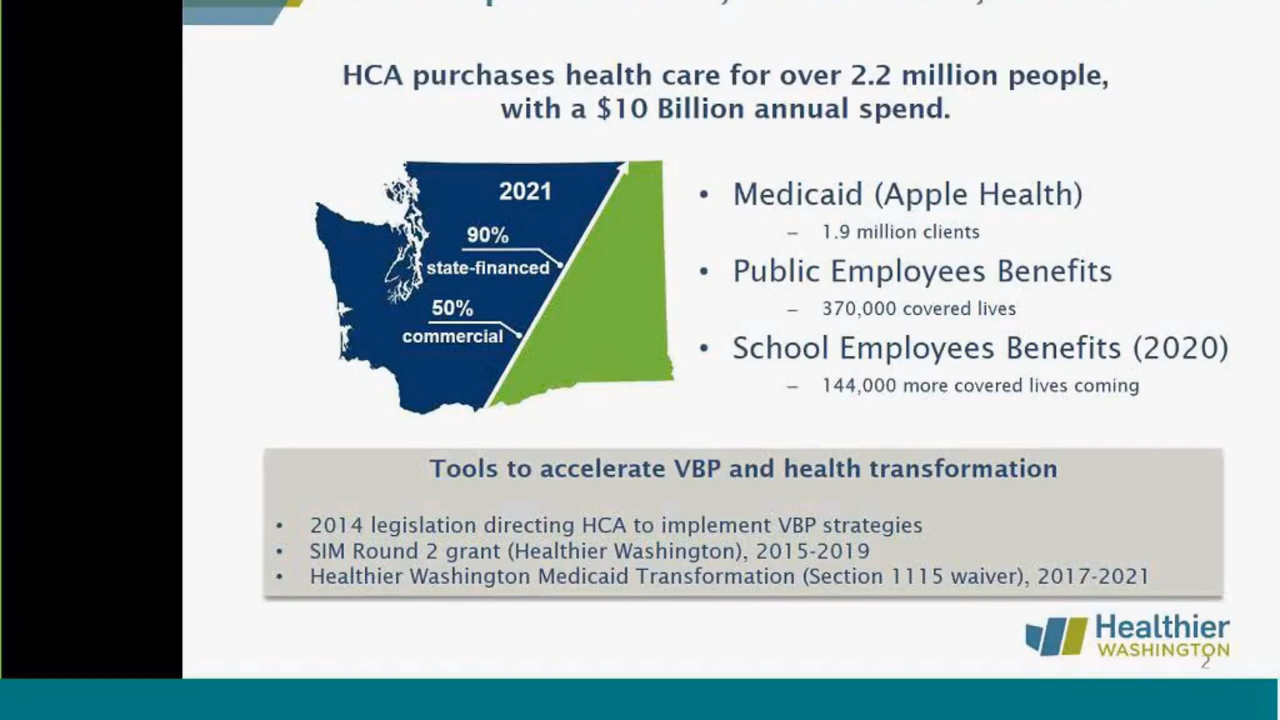 HCA purchases health care for over 2.2 million people,
with a $10 Billion annual spend.
2021
90%
state-financed
50%
commercial
• Medicaid (Apple Health)
– 1.9 million clients
• Public Employees Benefits
– 370,000 covered lives
• School Employees Benefits (2020)
– 144,000 more covered lives coming
Tools to accelerate VBP and health transformation
• 2014 legislation directing HCA to implement VBP strategies
• SIM Round 2 grant (Healthier Washington), 2015-2019
• Healthier Washington Medicaid Transformation (Section 1115 waiver), 2017-2021
Healthier
WASHINGTON
2